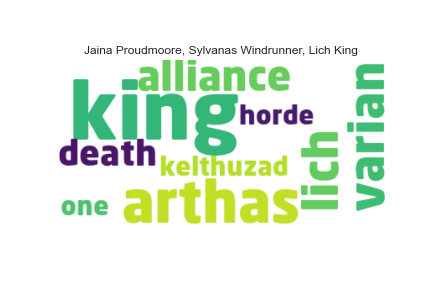 Jaina Proudmoore, Sylvanas Windrunner, Lich King
alliance
king
horde
death
kelthuzad
one
arthas
lich
varian